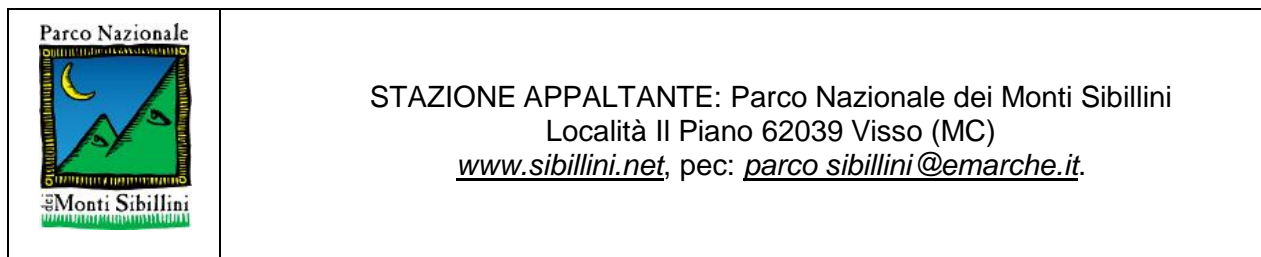 Parco Nazionale
dei Monti Sibillini
STAZIONE APPALTANTE: Parco Nazionale dei Monti Sibillini
Località Il Piano 62039 Visso (MC)
www.sibillini.net, pec: parco sibillini@emarche.it.